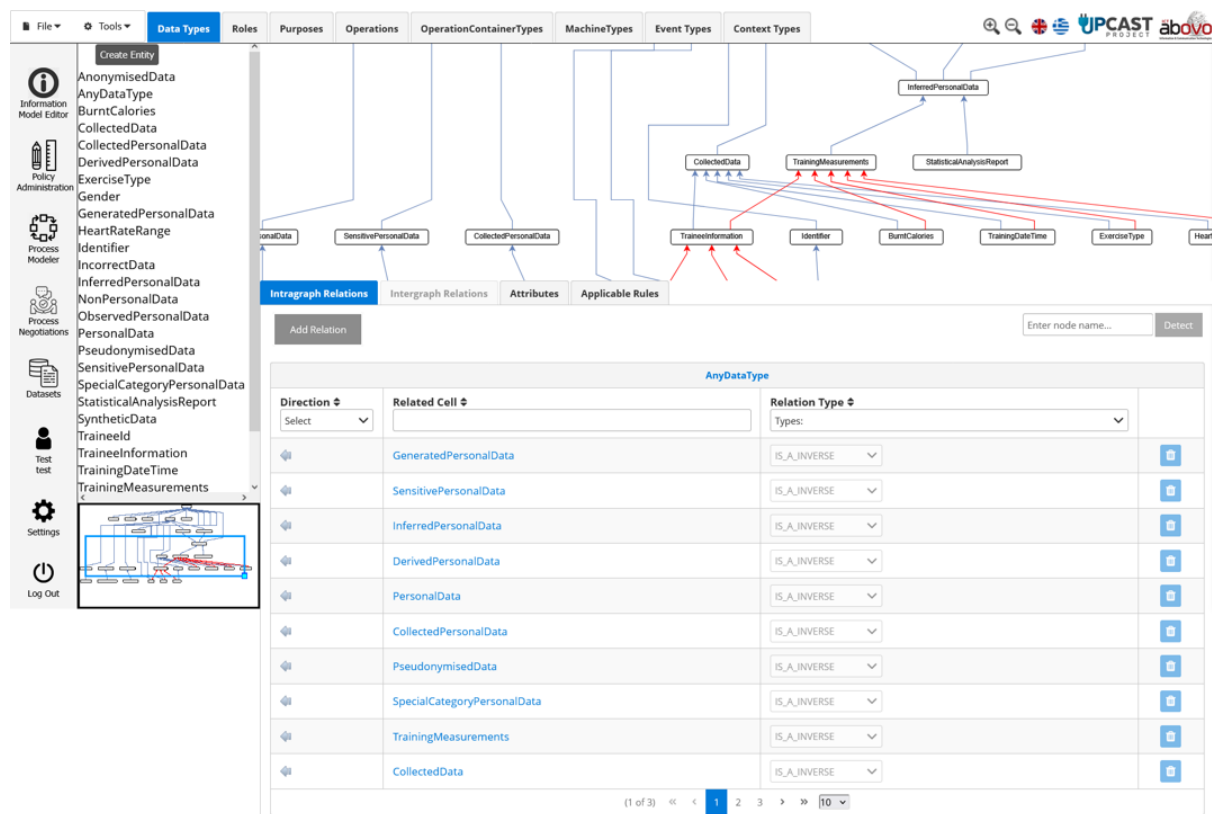 File Tools Data Types Roles Purposes Operations OperationContainerTypes MachineTypes Event Types Context Types UPCAST PROJECT abovo
Create Entity
Information Model Editor
Policy Administration
Process Modeler
Process Negotiations
Datasets
Test test
Settings
Log Out
AnonymisedData
AnyDataType
BurntCalories
CollectedData
CollectedPersonalData
DerivedPersonalData
ExerciseType
Gender
GeneratedPersonalData
HeartRateRange
Identifier
IncorrectData
InferredPersonalData
NonPersonalData
ObservedPersonalData
PersonalData
PseudonymisedData
SensitivePersonalData
SpecialCategoryPersonalData
StatisticalAnalysisReport
SyntheticData
TraineeId
TraineeInformation
TrainingDateTime
TrainingMeasurements
InferredPersonalData
CollectedData TrainingMeasurements StatisticalAnalysisReport
sonalData SensitivePersonalData CollectedPersonalData TraineeInformation Identifier BurntCalories TrainingDateTime ExerciseType Heart
Intragraph Relations Intergraph Relations Attributes Applicable Rules
Add Relation Enter node name... Detect
AnyDataType
Direction Related Cell Relation Type
Select Types:
GeneratedPersonalData IS_A_INVERSE
SensitivePersonalData IS_A_INVERSE
InferredPersonalData IS_A_INVERSE
DerivedPersonalData IS_A_INVERSE
PersonalData IS_A_INVERSE
CollectedPersonalData IS_A_INVERSE
PseudonymisedData IS_A_INVERSE
SpecialCategoryPersonalData IS_A_INVERSE
TrainingMeasurements IS_A_INVERSE
CollectedData IS_A_INVERSE
(1 of 3) « ‹ 1 2 3 › » 10